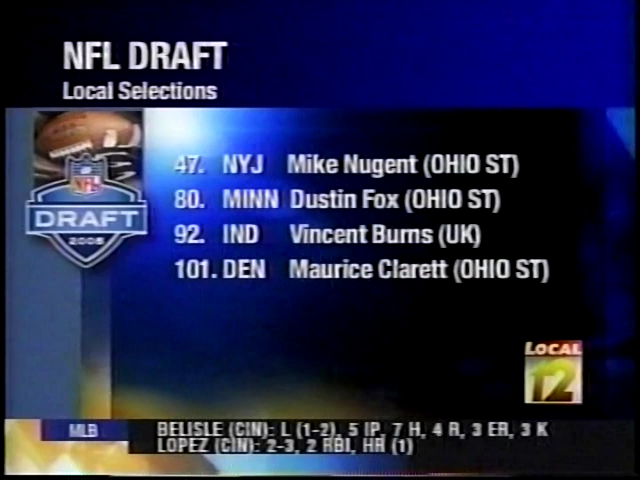 NFL DRAFT
Local Selections
NFL
DRAFT
47. NYJ Mike Nugent (OHIO ST)
80. MINN Dustin Fox (OHIO ST)
92. IND Vincent Burns (UK)
101. DEN Maurice Clarett (OHIO ST)
LOCAL
12
MLB
BELISLE (CIN): L (1-2), 5 IP, 7 H, 4 R, 3 ER, 3 K
LOPEZ (CIN): 2-3, 2 RBI, HR (1)